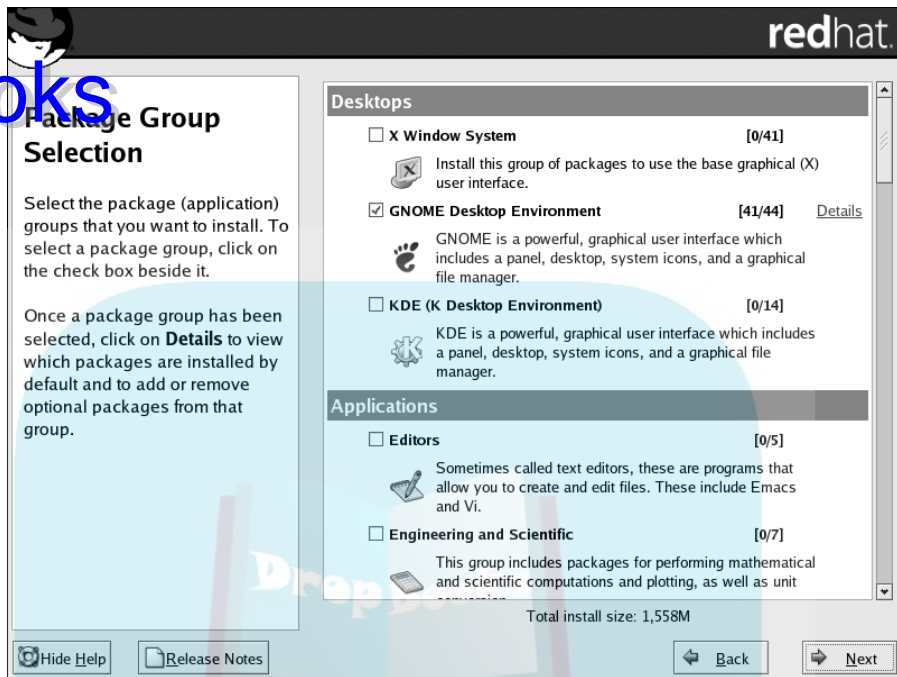 redhat.
oks
Package Group
Selection
Select the package (application)
groups that you want to install. To
select a package group, click on
the check box beside it.
Once a package group has been
selected, click on Details to view
which packages are installed by
default and to add or remove
optional packages from that
group.
Desktops
X Window System [0/41]
Install this group of packages to use the base graphical (X)
user interface.
GNOME Desktop Environment [41/44] Details
GNOME is a powerful, graphical user interface which
includes a panel, desktop, system icons, and a graphical
file manager.
KDE (K Desktop Environment) [0/14]
KDE is a powerful, graphical user interface which includes
a panel, desktop, system icons, and a graphical file
manager.
Applications
Editors [0/5]
Sometimes called text editors, these are programs that
allow you to create and edit files. These include Emacs
and Vi.
Engineering and Scientific [0/7]
This group includes packages for performing mathematical
and scientific computations and plotting, as well as unit
Total install size: 1,558M
Hide Help Release Notes Back Next